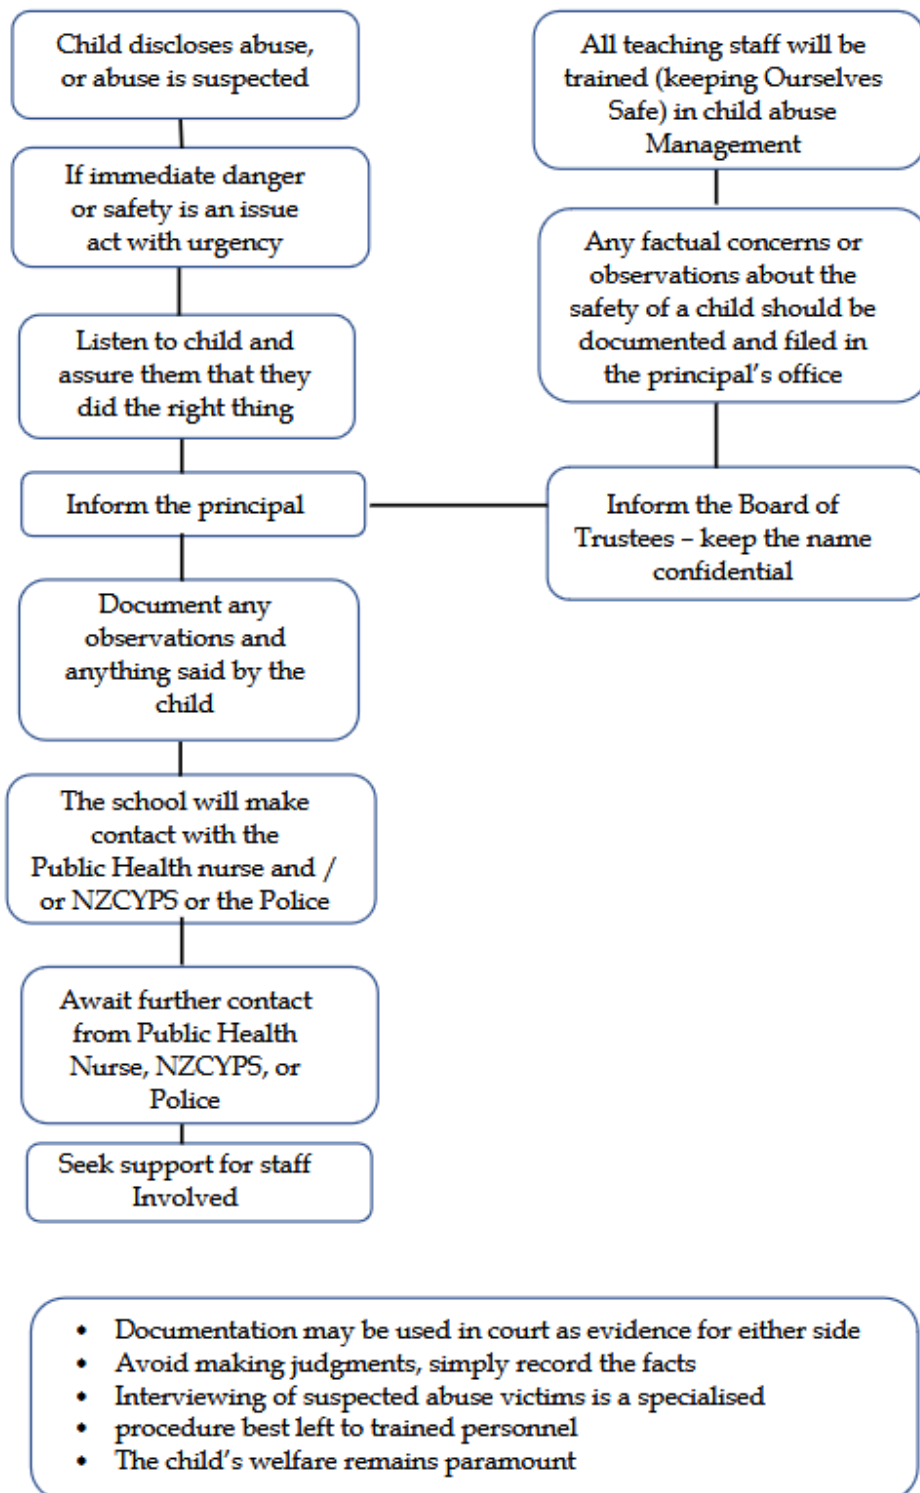 Child discloses abuse,
or abuse is suspected
If immediate danger
or safety is an issue
act with urgency
Listen to child and
assure them that they
did the right thing
Inform the principal
Document any
observations and
anything said by the
child
The school will make
contact with the
Public Health nurse and /
or NZCYPS or the Police
Await further contact
from Public Health
Nurse, NZCYPS, or
Police
Seek support for staff
Involved
All teaching staff will be
trained (keeping Ourselves
Safe) in child abuse
Management
Any factual concerns or
observations about the
safety of a child should be
documented and filed in
the principal's office
Inform the Board of
Trustees – keep the name
confidential
• Documentation may be used in court as evidence for either side
• Avoid making judgments, simply record the facts
• Interviewing of suspected abuse victims is a specialised
• procedure best left to trained personnel
• The child's welfare remains paramount